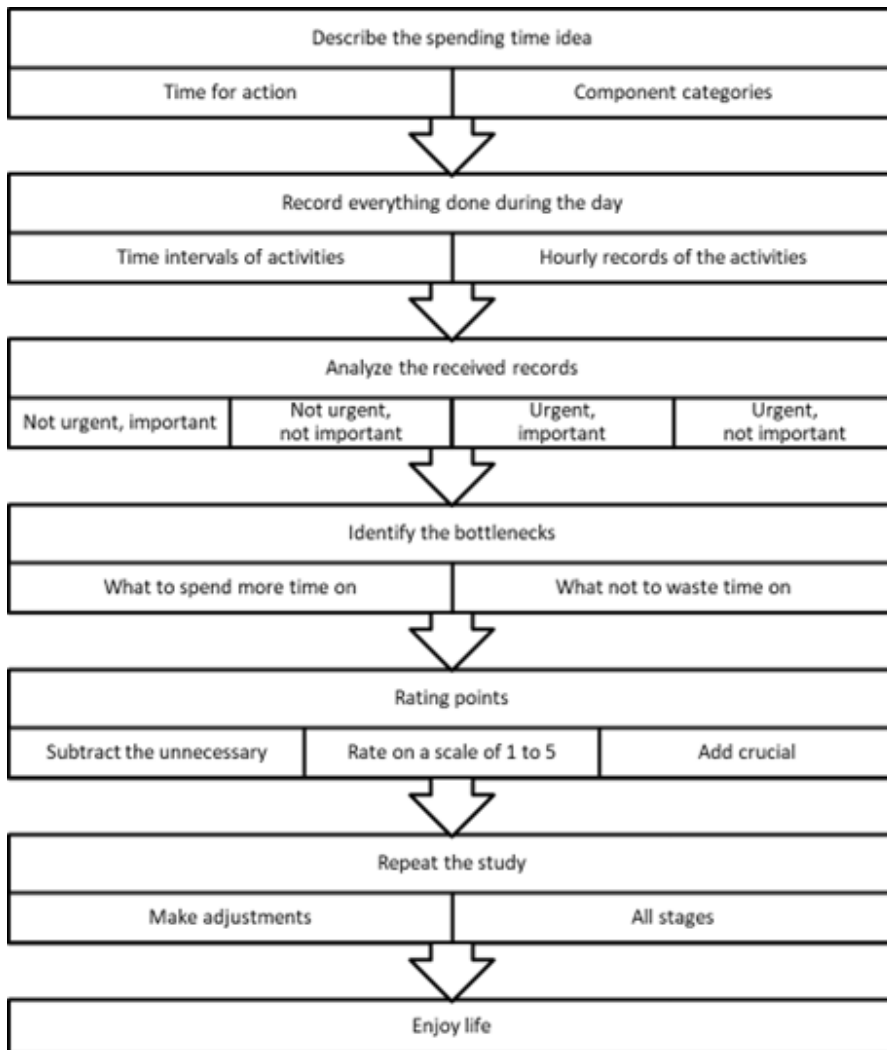 Describe the spending time idea
Time for action
Component categories
Record everything done during the day
Time intervals of activities
Hourly records of the activities
Analyze the received records
Not urgent, important
Not urgent,
not important
Urgent,
important
Urgent,
not important
Identify the bottlenecks
What to spend more time on
What not to waste time on
Rating points
Subtract the unnecessary
Rate on a scale of 1 to 5
Add crucial
Repeat the study
Make adjustments
All stages
Enjoy life